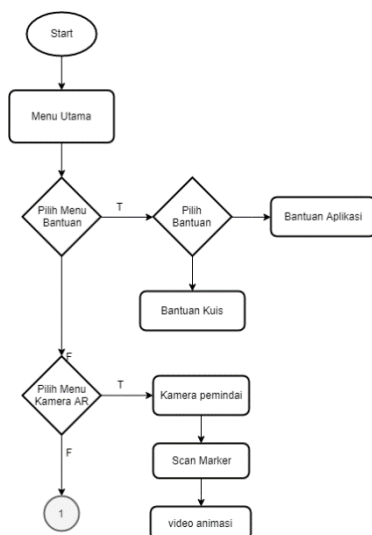 Start
Menu Utama
Pilih Menu
Bantuan
T
Pilih
Bantuan
Bantuan Aplikasi
Bantuan Kuis
F
Pilih Menu
Kamera AR
T
Kamera pemindai
F
Scan Marker
1
video animasi